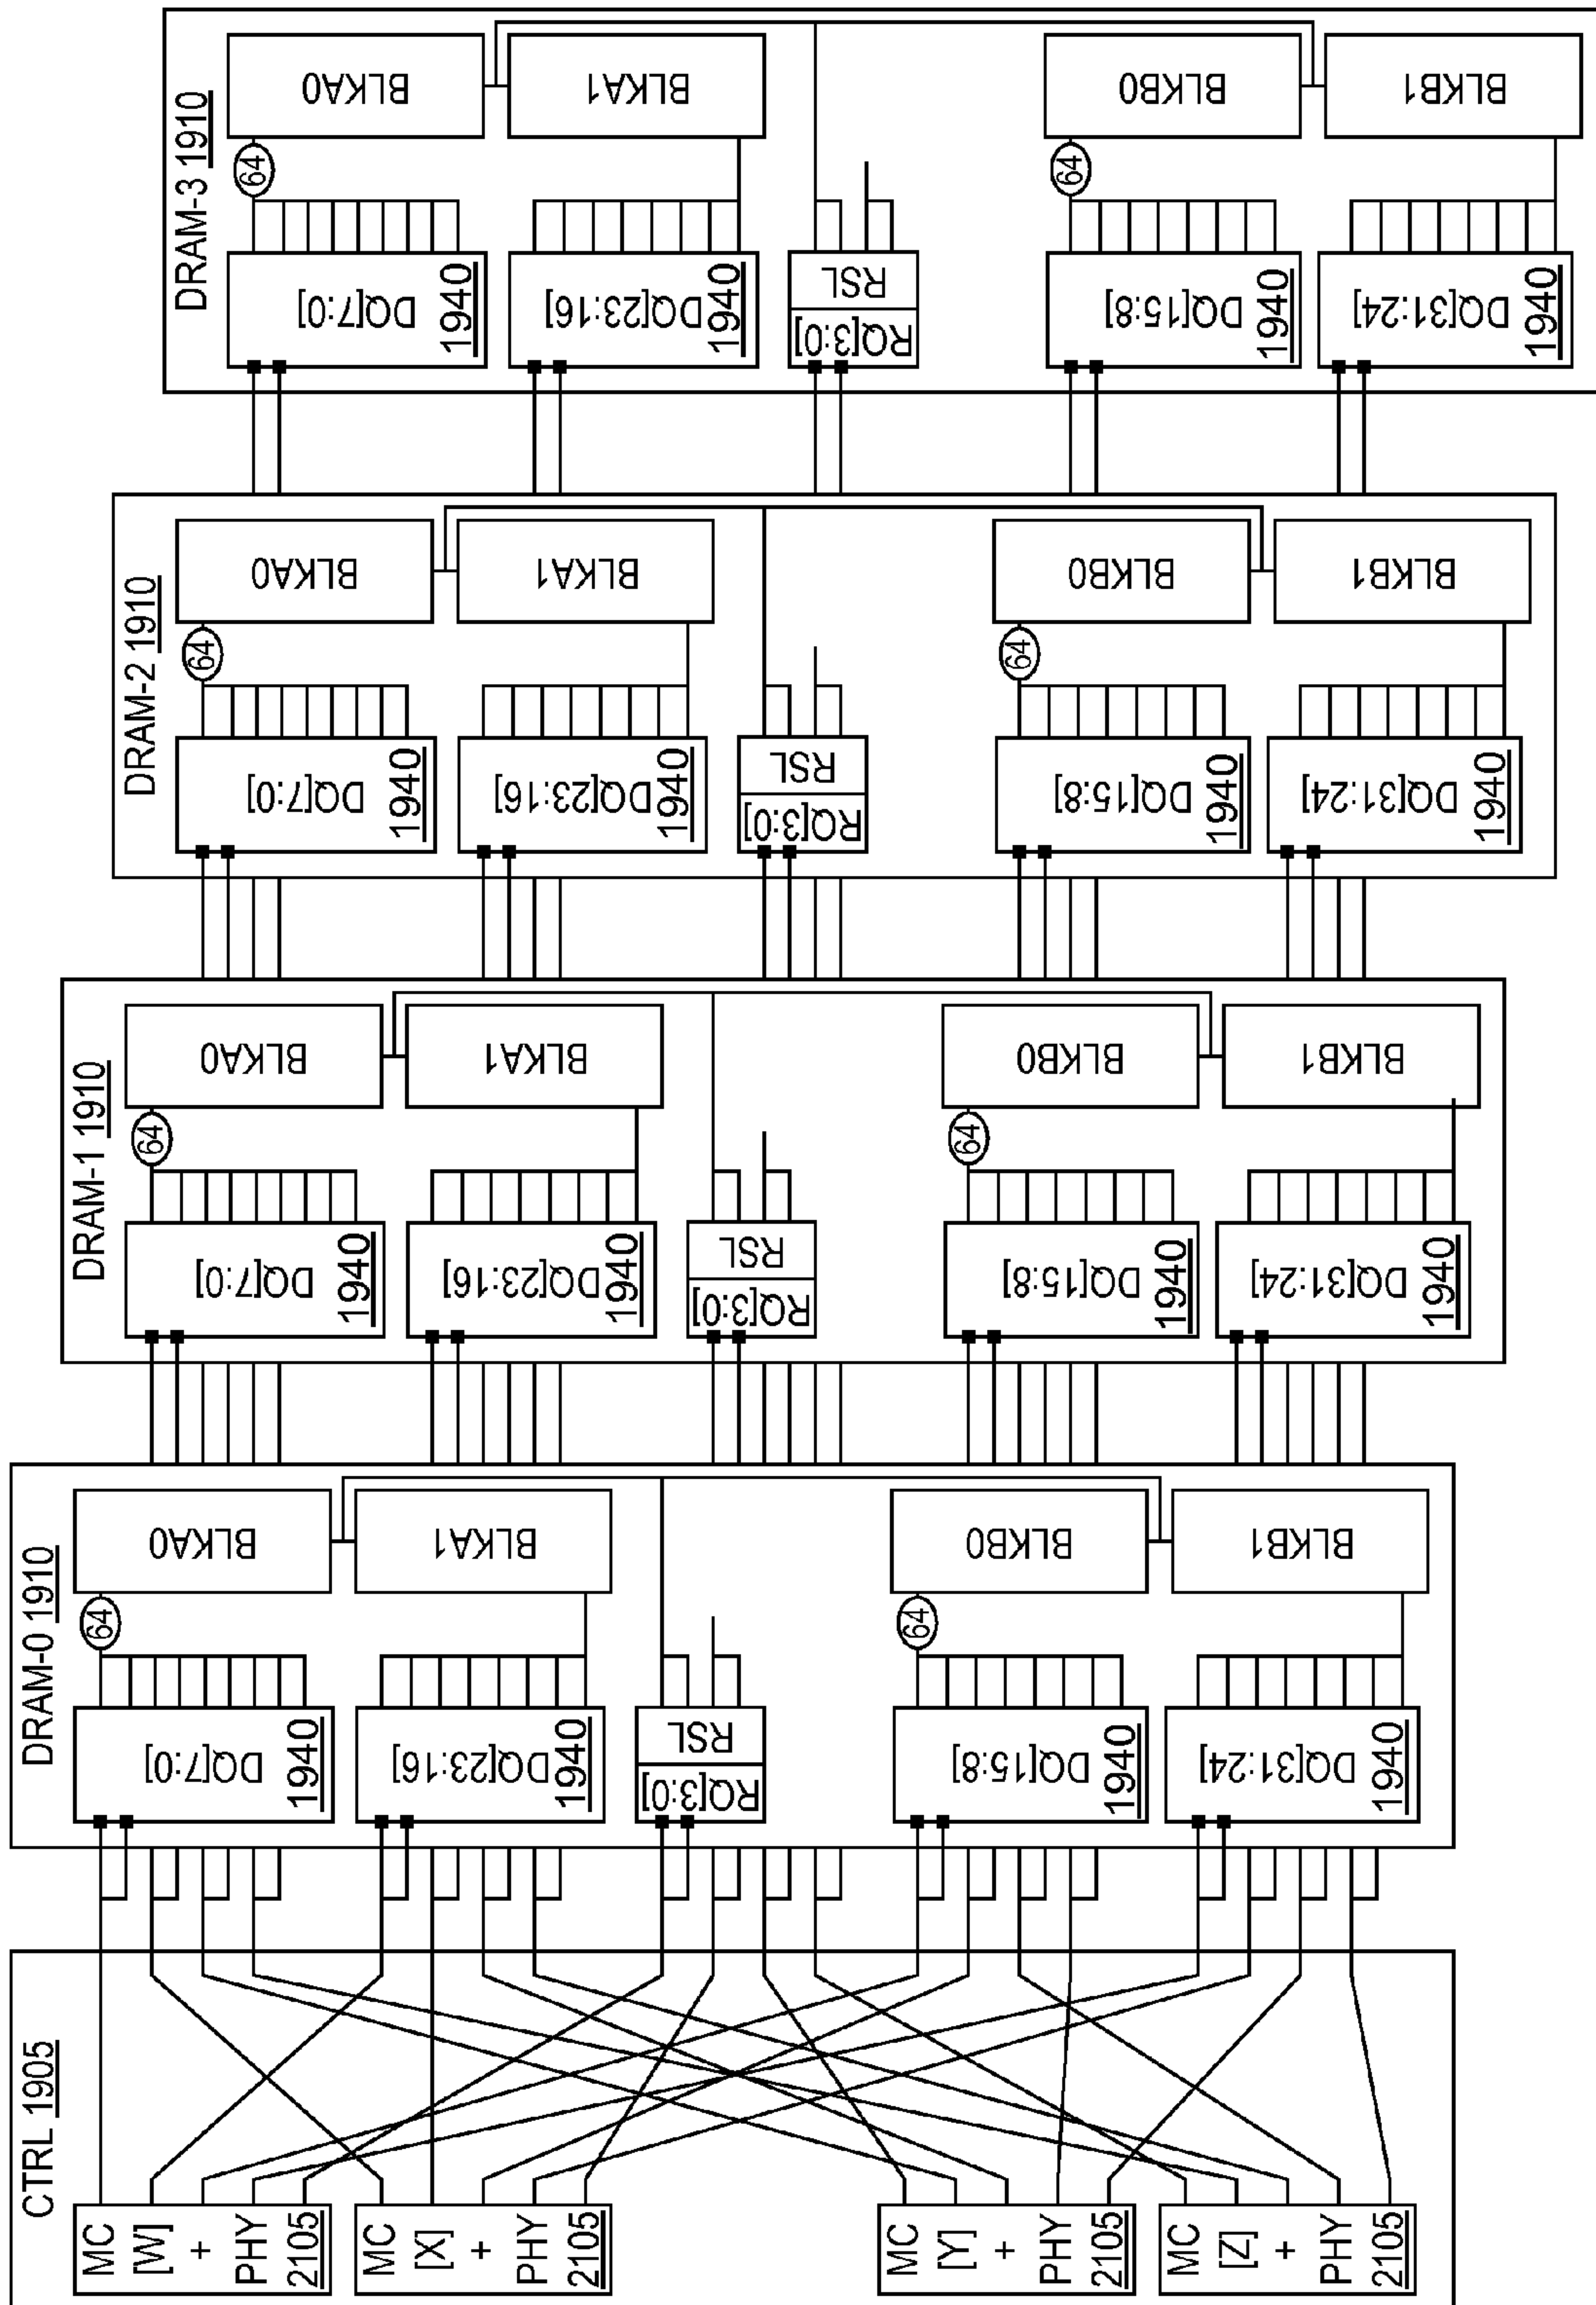 DRAM-3 1910
BLKA0
BLKA1
BLKB0
BLKB1
64
64
DQ[7:0]
1940
DQ[23:16]
1940
RSL
RQ[3:0]
DQ[15:8]
1940
DQ[31:24]
1940
DRAM-2 1910
BLKA0
BLKA1
BLKB0
BLKB1
64
64
DQ[7:0]
1940
DQ[23:16]
1940
RSL
RQ[3:0]
DQ[15:8]
1940
DQ[31:24]
1940
DRAM-1 1910
BLKA0
BLKA1
BLKB0
BLKB1
64
64
DQ[7:0]
1940
DQ[23:16]
1940
RSL
RQ[3:0]
DQ[15:8]
1940
DQ[31:24]
1940
DRAM-0 1910
BLKA0
BLKA1
BLKB0
BLKB1
64
64
DQ[7:0]
1940
DQ[23:16]
1940
RSL
RQ[3:0]
DQ[15:8]
1940
DQ[31:24]
1940
CTRL 1905
MC
[W]
+
PHY
2105
MC
[X]
+
PHY
2105
MC
[Y]
+
PHY
2105
MC
[Z]
+
PHY
2105